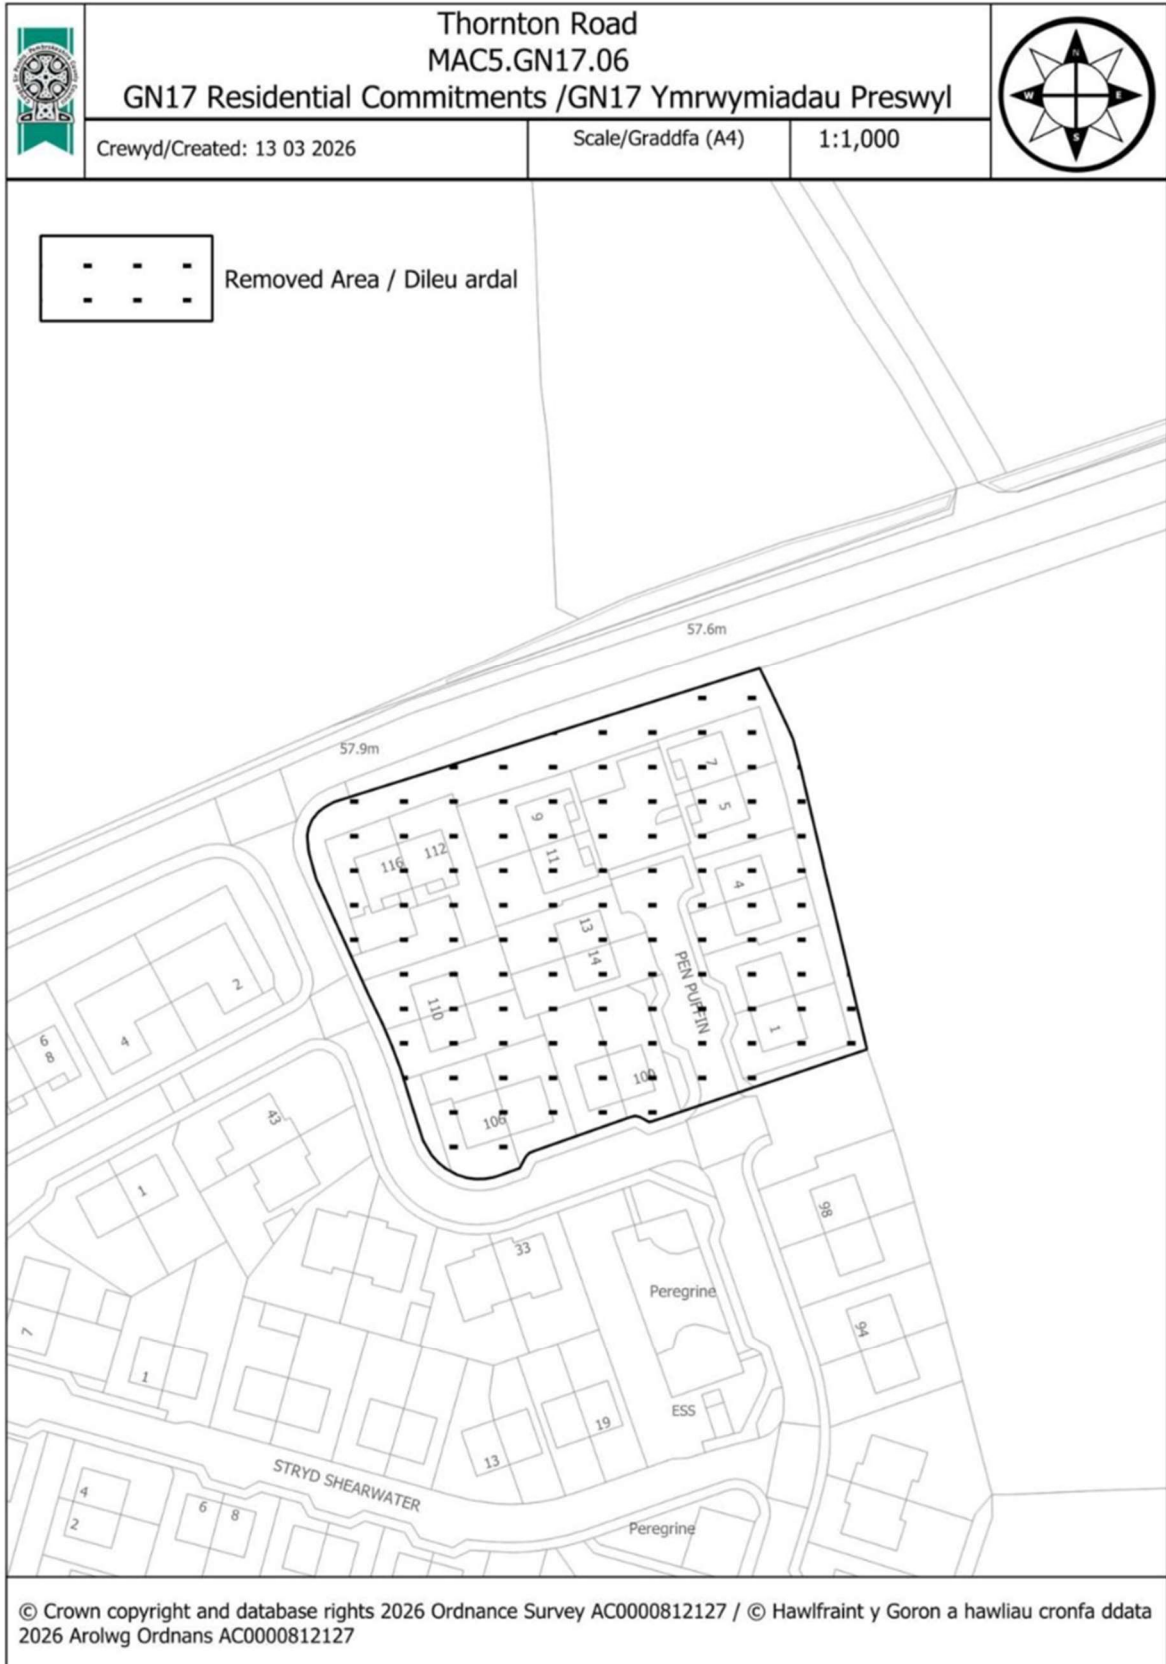 Thornton Road
MAC5.GN17.06
GN17 Residential Commitments /GN17 Ymrwymiadau Preswyl
Crewyd/Created: 13 03 2026
Scale/Graddfa (A4)
1:1,000
N
W
E
S
Removed Area / Dileu ardal
57.6m
57.9m
7
5
9
11
112
116
4
13
14
PEN PUFFIN
110
1
100
106
2
4
6
8
43
1
98
33
Peregrine
94
7
1
ESS
19
13
STRYD SHEARWATER
4
2
6
8
Peregrine
© Crown copyright and database rights 2026 Ordnance Survey AC0000812127 / © Hawlfraint y Goron a hawliau cronfa ddata
2026 Arolwg Ordnans AC0000812127